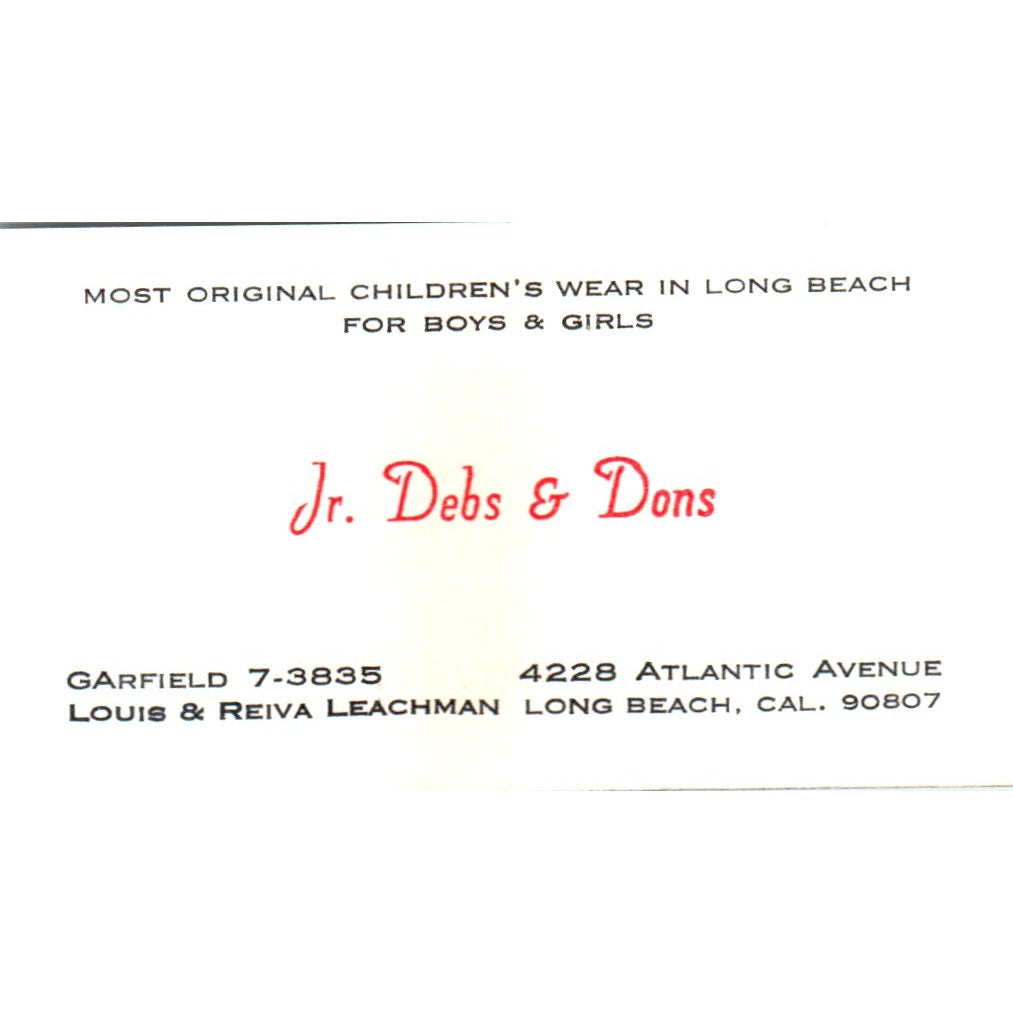 MOST ORIGINAL CHILDREN'S WEAR IN LONG BEACH
FOR BOYS & GIRLS
Jr. Debs & Dons
GARFIELD 7-3835
LOUIS & REIVA LEACHMAN
4228 ATLANTIC AVENUE
LONG BEACH, CAL. 90807